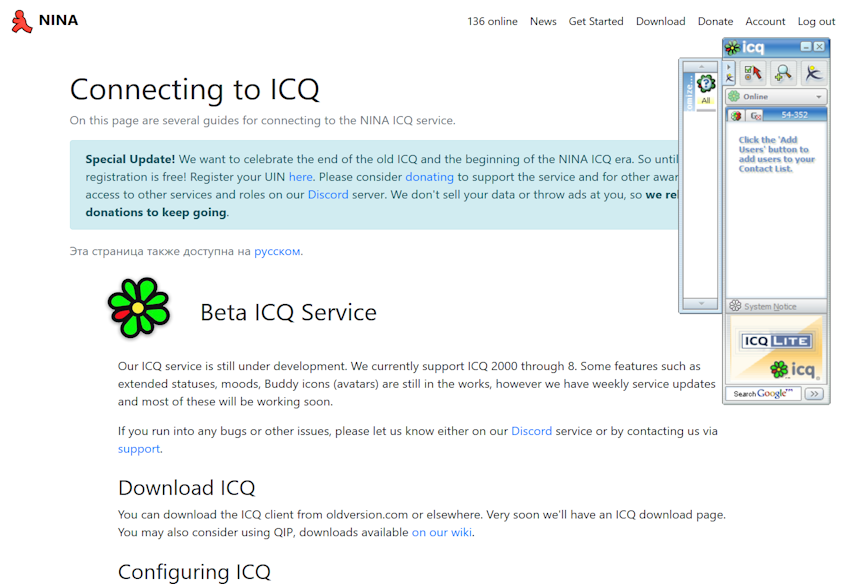 NINA
136 online News Get Started Download Donate Account Log out
Connecting to ICQ
On this page are several guides for connecting to the NINA ICQ service.
Special Update! We want to celebrate the end of the old ICQ and the beginning of the NINA ICQ era. So until
registration is free! Register your UIN here. Please consider donating to support the service and for other
access to other services and roles on our Discord server. We don't sell your data or throw ads at you, so we
donations to keep going.
Эта страница также доступна на русском.
Beta ICQ Service
Our ICQ service is still under development. We currently support ICQ 2000 through 8. Some features such as
extended statuses, moods, Buddy icons (avatars) are still in the works, however we have weekly service updates
and most of these will be working soon.
If you run into any bugs or other issues, please let us know either on our Discord service or by contacting us via
support.
Download ICQ
You can download the ICQ client from oldversion.com or elsewhere. Very soon we'll have an ICQ download page.
You may also consider using QIP, downloads available on our wiki.
Configuring ICQ
All
icq
Online
54-352
Click the 'Add
Users' button to
add users to your
Contact List.
System Notice
ICQ LITE
icq
Search Google